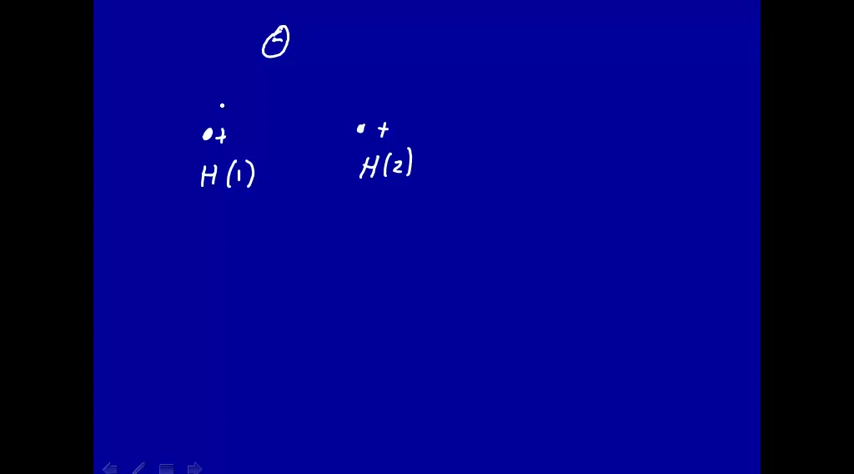 -
+ +
H(1) H(2)